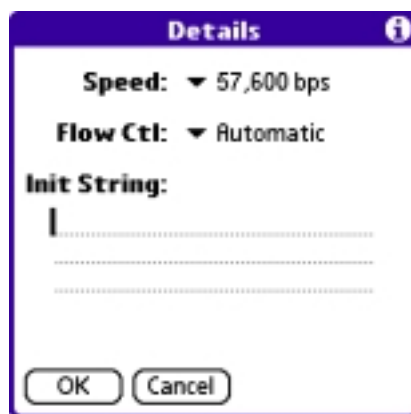 Details
Speed: 57,600 bps
Flow Ctl: Automatic
Init String:
OK Cancel